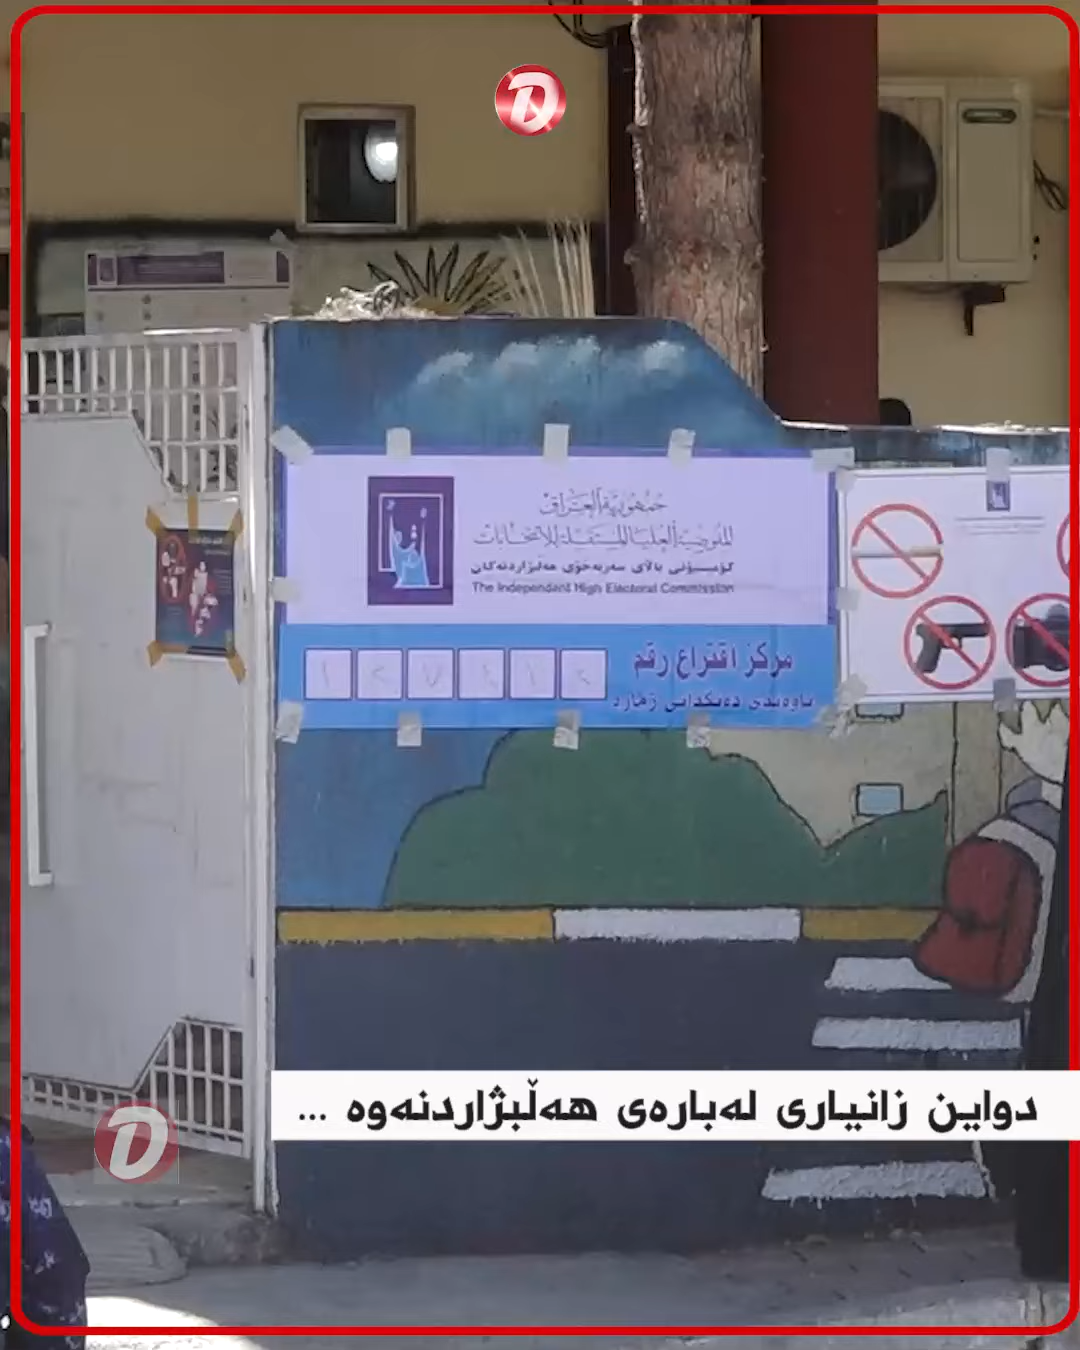 جمهورية العراق
المفوضية العليا المستقلة للانتخابات
کۆمسیۆنی باڵای سەربەخۆی هەڵبژاردنەکان
The Independent High Electoral Commission
مركز اقتراع رقم
ناوەندی دەنگدانی ژمارە
دواین زانیاری لەبارەی هەڵبژاردنەوە ...